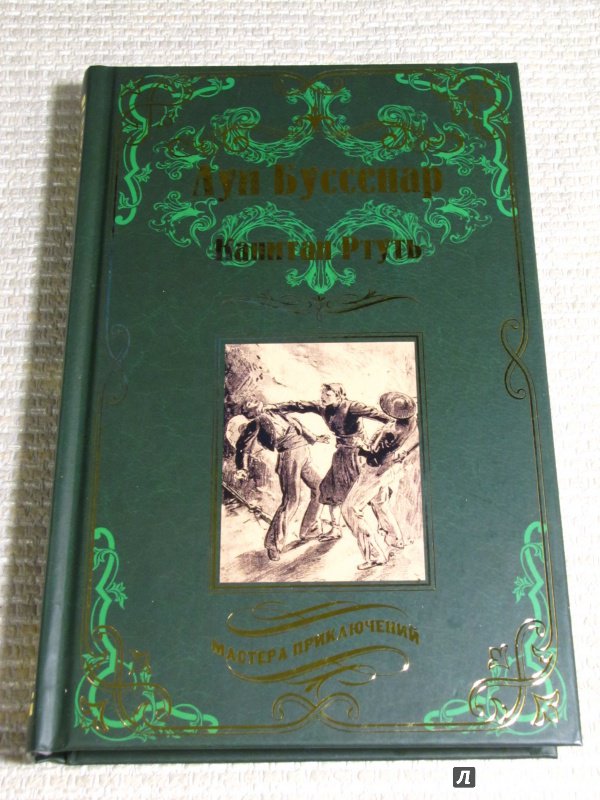 Луи Буссенар
Капитан Ртуть
МАСТЕРА ПРИКЛЮЧЕНИЙ
Л